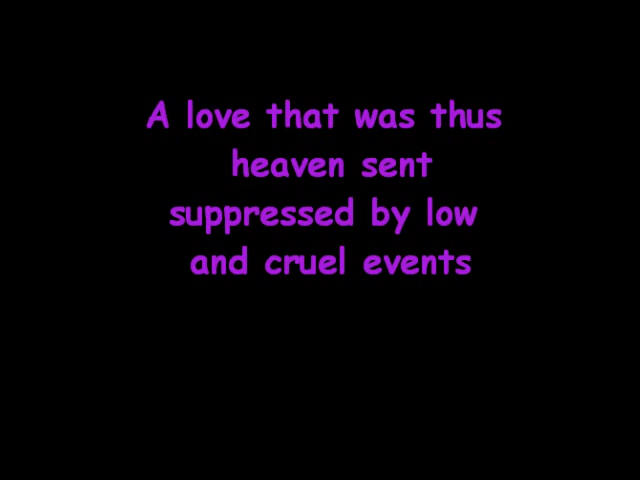 A love that was thus
heaven sent
suppressed by low
and cruel events